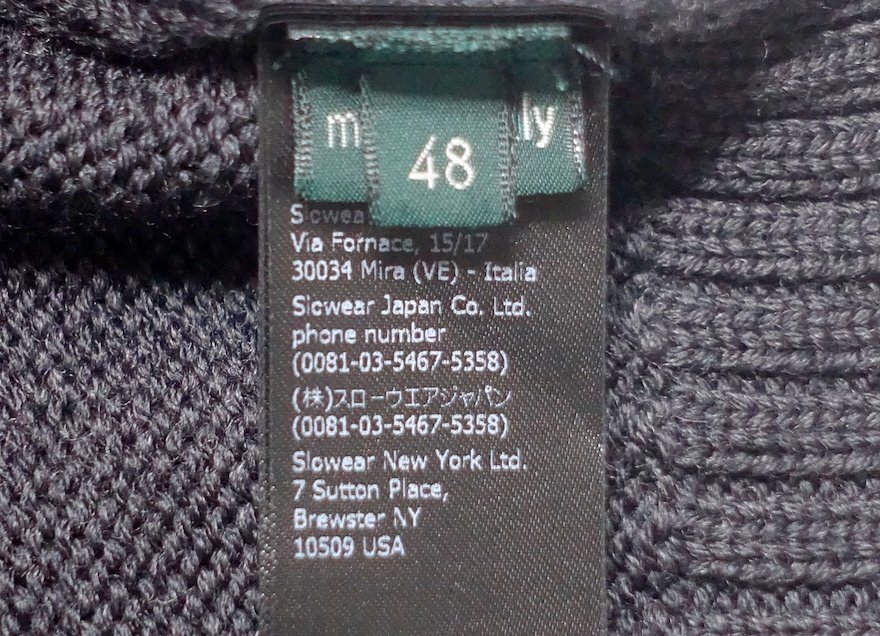 m
48
ly
Slowea
Via Fornace, 15/17
30034 Mira (VE) - Italia
Slowear Japan Co. Ltd.
phone number
(0081-03-5467-5358)
(株)スローウエアジャパン
(0081-03-5467-5358)
Slowear New York Ltd.
7 Sutton Place,
Brewster NY
10509 USA